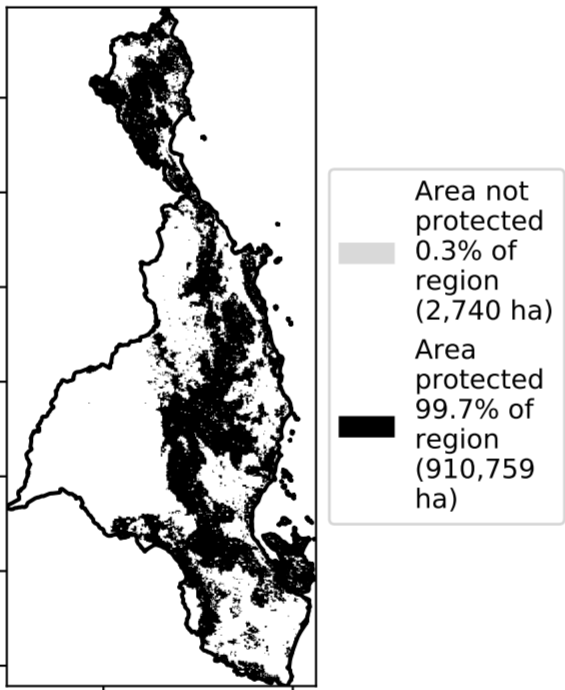 Area not
protected
0.3% of
region
(2,740 ha)
Area
protected
99.7% of
region
(910,759
ha)